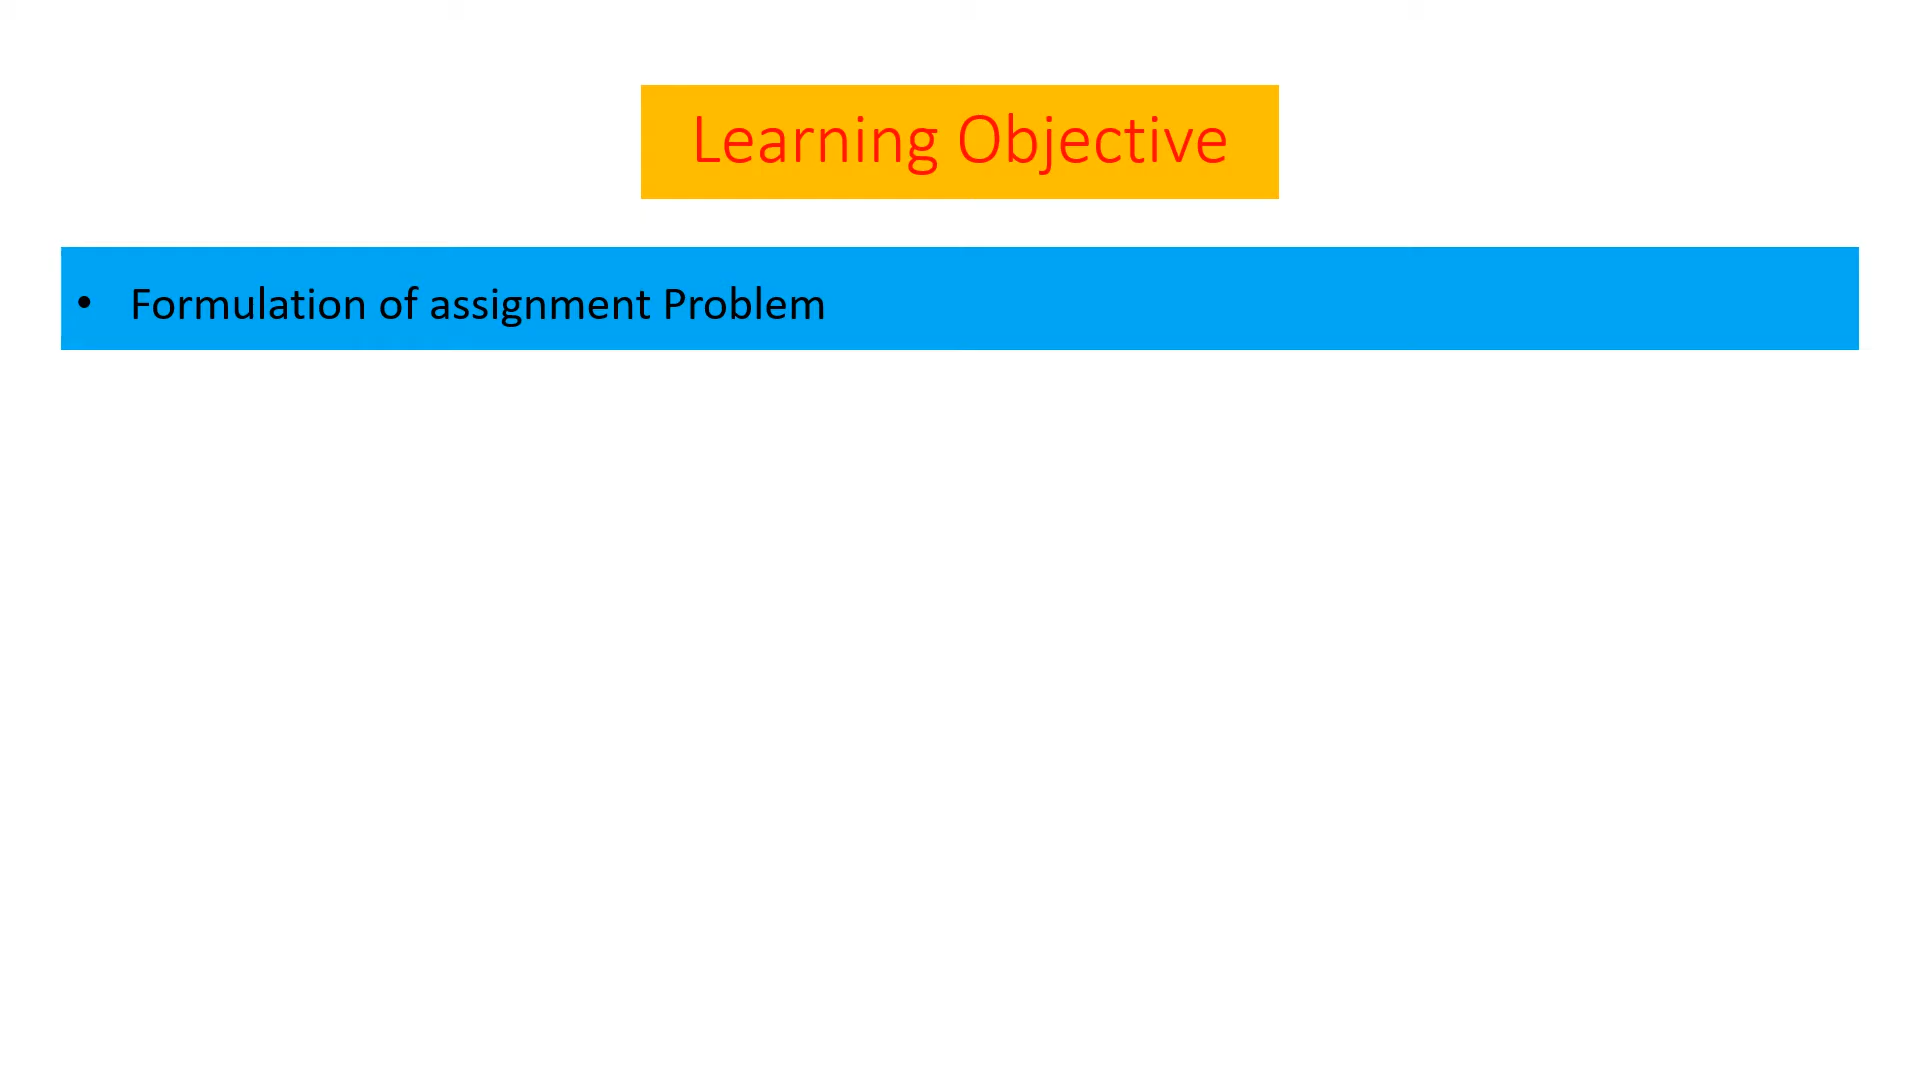 Learning Objective
• Formulation of assignment Problem